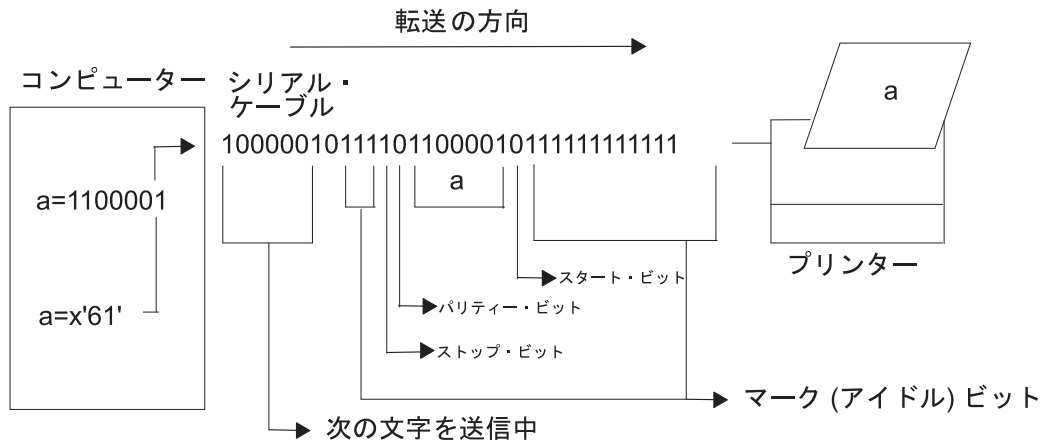 転送の方向
コンピューター
シリアル・
ケーブル
1000001011110110000101111111111111
a
a
a=1100001
プリンター
スタート・ビット
パリティー・ビット
a=x'61'
ストップ・ビット
マーク (アイドル) ビット
次の文字を送信中